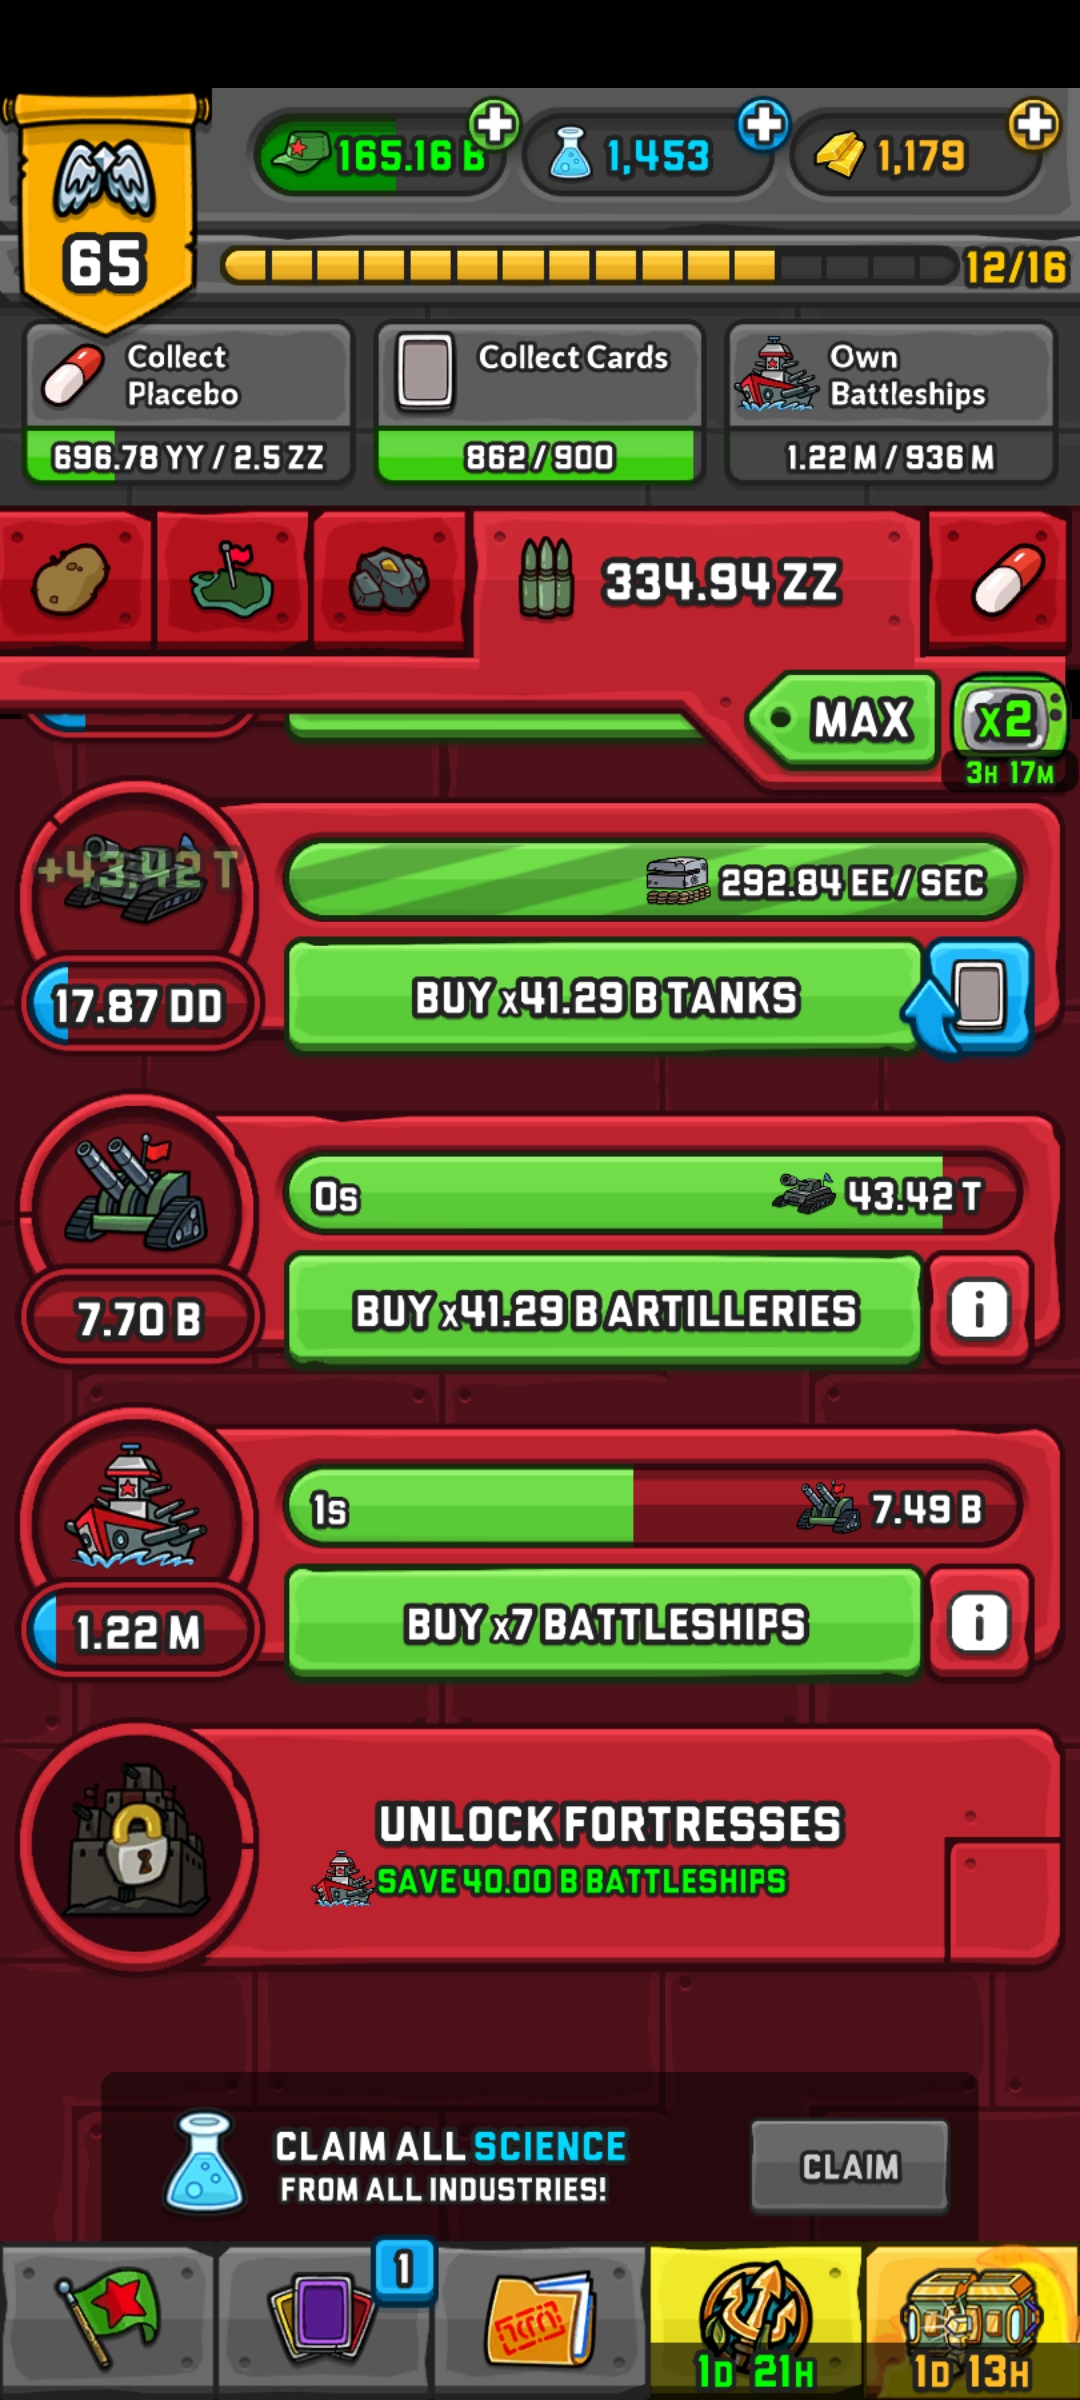 165.16 B
1,453
1,179
65
12/16
Collect
Placebo
696.78 YY / 2.5 ZZ
Collect Cards
862/900
Own
Battleships
1.22 M / 936 M
334.94 ZZ
MAX
x2
3H 17M
+43.42 T
292.84 EE / SEC
17.87 DD
BUY x41.29 B TANKS
0s
43.42 T
7.70 B
BUY x41.29 B ARTILLERIES
i
1s
7.49 B
1.22 M
BUY x7 BATTLESHIPS
i
UNLOCK FORTRESSES
SAVE 40.00 B BATTLESHIPS
CLAIM ALL SCIENCE
FROM ALL INDUSTRIES!
CLAIM
1
1D 21H
1D 13H